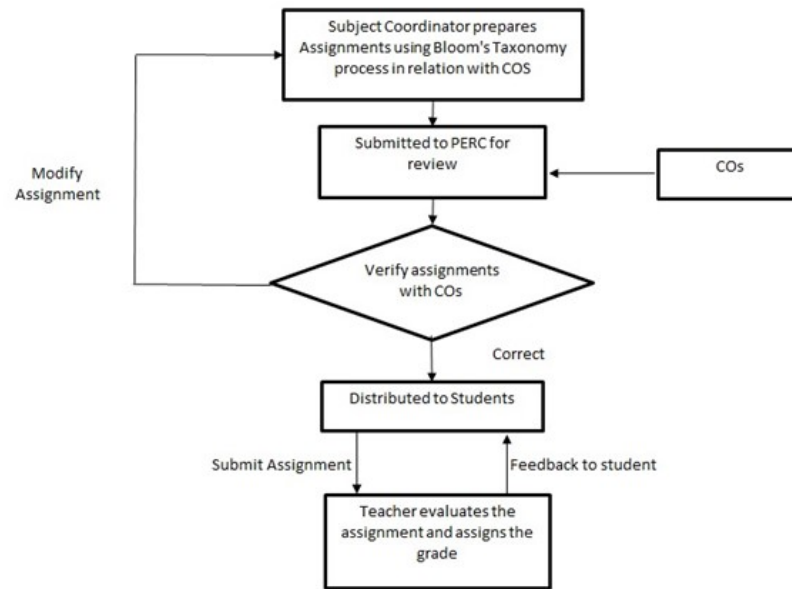 Subject Coordinator prepares
Assignments using Bloom's Taxonomy
process in relation with COS
Submitted to PERC for
review
COs
Modify
Assignment
Verify assignments
with COs
Correct
Distributed to Students
Submit Assignment
Feedback to student
Teacher evaluates the
assignment and assigns the
grade